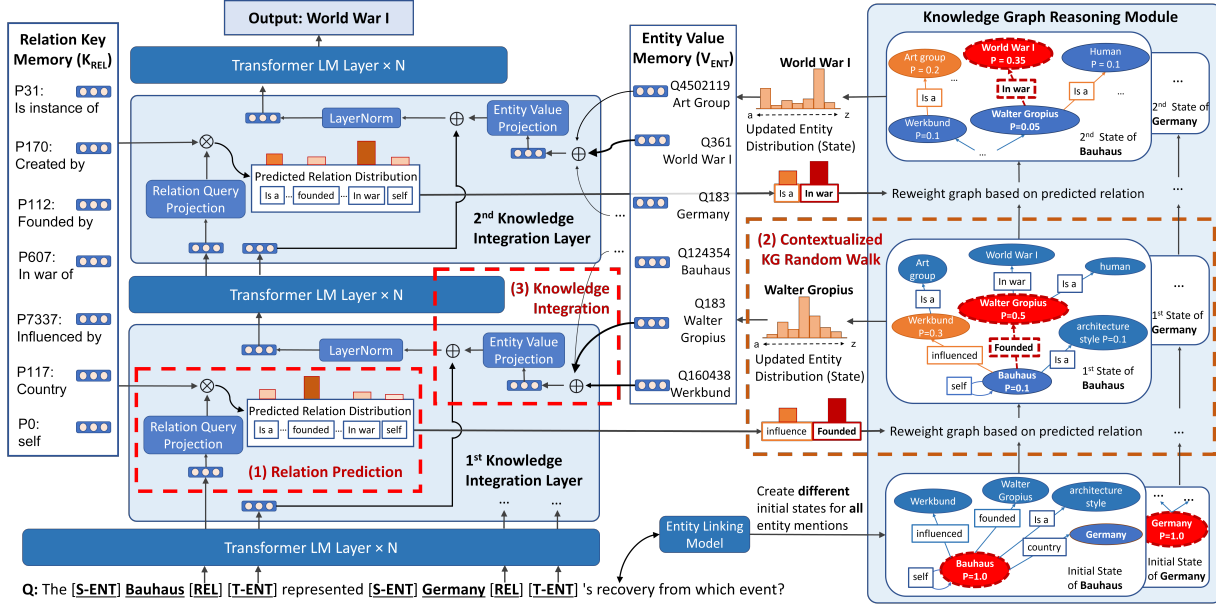 Output: World War I
Relation Key
Memory (K_REL)
P31:
Is instance of
P170:
Created by
P112:
Founded by
P607:
In war of
P7337:
Influenced by
P117:
Country
P0:
self
Transformer LM Layer × N
LayerNorm
Entity Value
Projection
Relation Query
Projection
Predicted Relation Distribution
Is a ... founded ... In war self
2nd Knowledge
Integration Layer
Transformer LM Layer × N
(3) Knowledge
Integration
LayerNorm
Entity Value
Projection
Relation Query
Projection
Predicted Relation Distribution
Is a ... founded ... In war self
(1) Relation Prediction
1st Knowledge
Integration Layer
... ...
Transformer LM Layer × N
Q: The [S-ENT] Bauhaus [REL] [T-ENT] represented [S-ENT] Germany [REL] [T-ENT] 's recovery from which event?
Entity Value
Memory (V_ENT)
Q4502119
Art Group
Q361
World War I
Q183
Germany
...
...
Q124354
Bauhaus
Q183
Walter
Gropius
Q160438
Werkbund
World War I
a z
Updated Entity
Distribution (State)
Is a In war
Walter Gropius
a z
Updated Entity
Distribution (State)
influence Founded
Create different
initial states for all
entity mentions
Entity Linking
Model
Knowledge Graph Reasoning Module
Art group
P = 0.2
World War I
P = 0.35
Human
P = 0.1
...
...
Is a
In war
Is a
Werkbund
P=0.1
Walter Gropius
P=0.05
... ...
2nd State of
Bauhaus
...
2nd State of
Germany
...
Reweight graph based on predicted relation
...
(2) Contextualized
KG Random Walk
Art
group
World War I
human
Is a
In war
Is a
Werkbund
P=0.3
Walter Gropius
P=0.5
architecture
style P=0.1
influenced
Founded
Is a
self
Bauhaus
P=0.1
1st State of
Bauhaus
...
1st State of
Germany
Reweight graph based on predicted relation
...
Werkbund
Walter
Gropius
architecture
style
influenced
founded
Is a
country
Germany
self
Bauhaus
P=1.0
Initial State
of Bauhaus
... ...
Germany
P=1.0
Initial State
of Germany